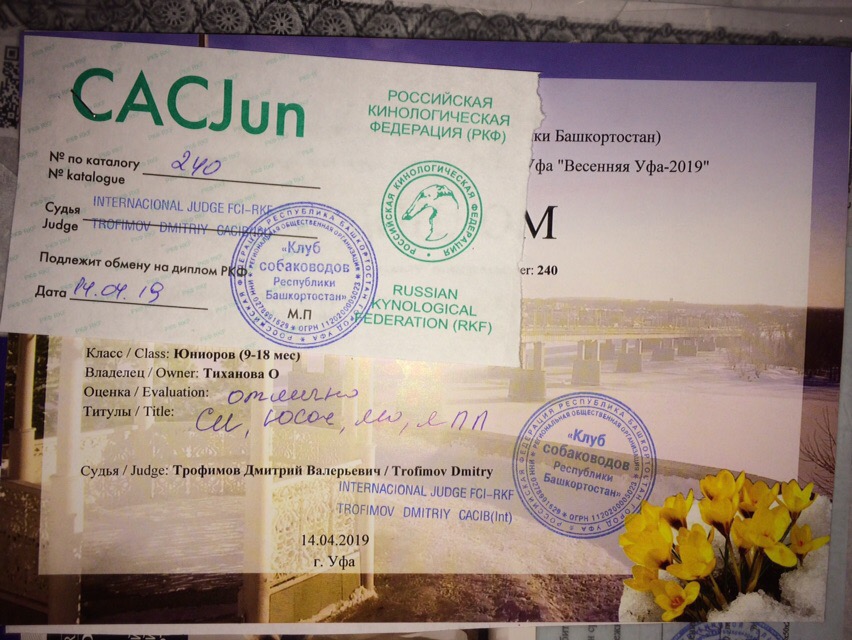 CACJun
РОССИЙСКАЯ
КИНОЛОГИЧЕСКАЯ
ФЕДЕРАЦИЯ (РКФ)
№ по каталогу 240
№ katalogue
Судья INTERNACIONAL JUDGE FCI-RKF
Judge TROFIMOV DMITRIY CACIB(Int)
Подлежит обмену на диплом РКФ
Дата 14.04.19
М.П
«Клуб
собаководов
Республики
Башкортостан»
РОССИЙСКАЯ КИНОЛОГИЧЕСКАЯ ФЕДЕРАЦИЯ
RUSSIAN
KYNOLOGICAL
FEDERATION (RKF)
ки Башкортостан)
Уфа "Весенняя Уфа-2019"
М
er: 240
Класс / Class: Юниоров (9-18 мес)
Владелец / Owner: Тиханова О
Оценка / Evaluation: отлично
Титулы / Title:
Судья / Judge: Трофимов Дмитрий Валерьевич / Trofimov Dmitry
INTERNACIONAL JUDGE FCI-RKF
TROFIMOV DMITRIY CACIB(Int)
14.04.2019
г. Уфа
«Клуб
собаководов
Республики
Башкортостан»